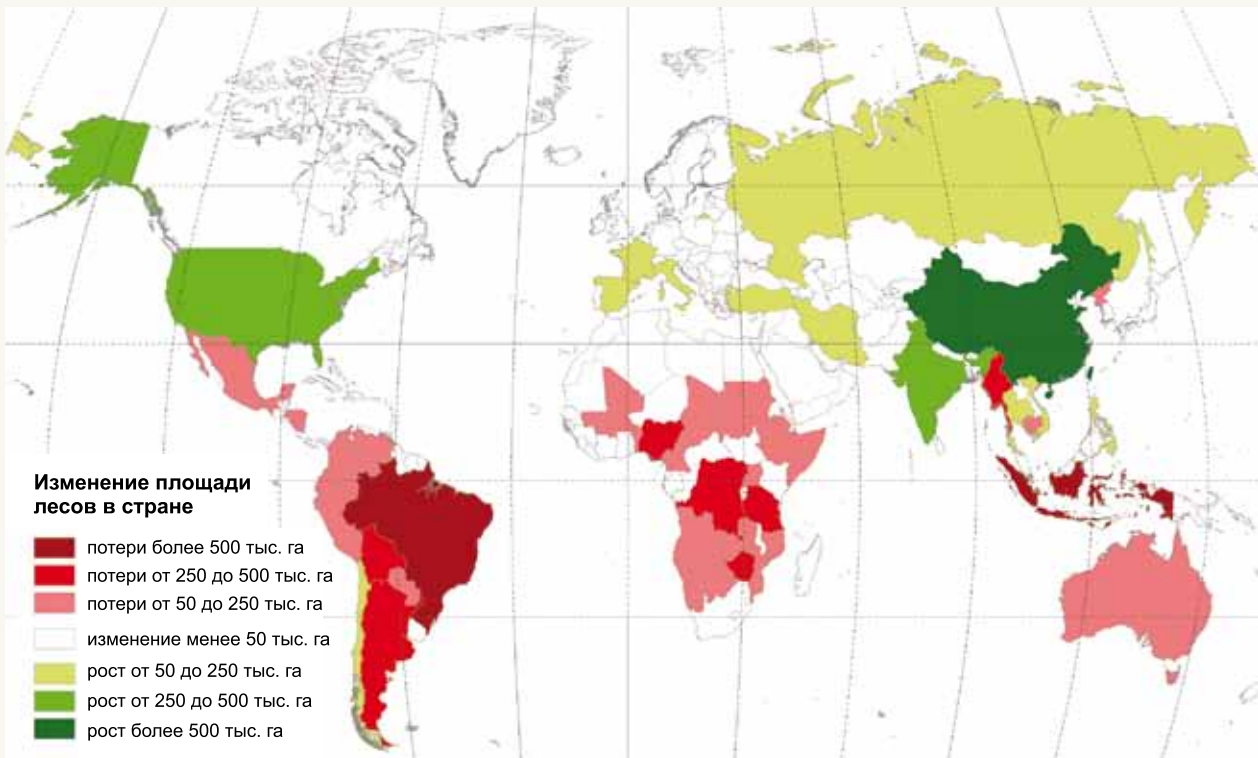 Изменение площади
лесов в стране
потери более 500 тыс. га
потери от 250 до 500 тыс. га
потери от 50 до 250 тыс. га
изменение менее 50 тыс. га
рост от 50 до 250 тыс. га
рост от 250 до 500 тыс. га
рост более 500 тыс. га